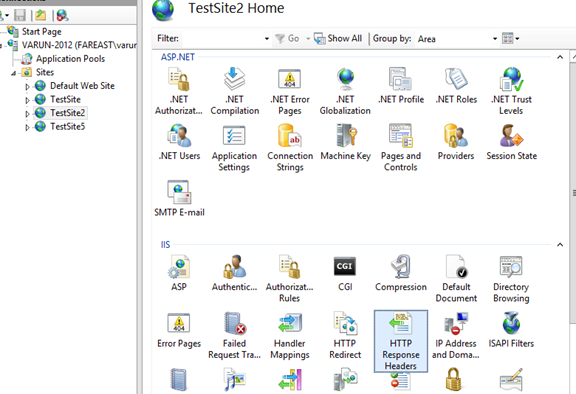 TestSite2 Home
Filter:
Go
Show All
Group by:
Area
Start Page
VARUN-2012 (FAREAST\varun
Application Pools
Sites
Default Web Site
TestSite
TestSite2
TestSite5
ASP.NET
.NET Authorizat...
.NET Compilation
.NET Error Pages
.NET Globalization
.NET Profile
.NET Roles
.NET Trust Levels
.NET Users
Application Settings
Connection Strings
Machine Key
Pages and Controls
Providers
Session State
SMTP E-mail
IIS
ASP
Authentic...
Authorizat... Rules
CGI
Compression
Default Document
Directory Browsing
Error Pages
Failed Request Tra...
Handler Mappings
HTTP Redirect
HTTP Response Headers
IP Address and Doma...
ISAPI Filters